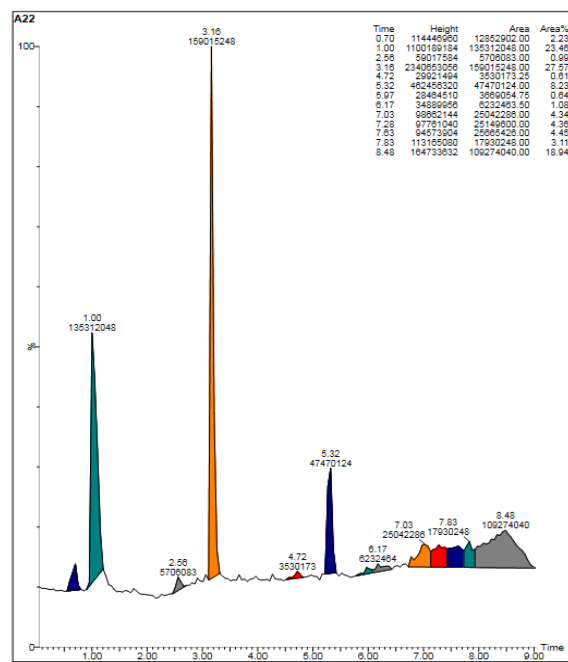 A22
Time Height Area Area%
0.70 114446960 12852902.00 2.23
1.00 1100189184 135312048.00 23.46
2.56 59017584 5706083.00 0.99
3.16 2340653056 159015248.00 27.57
4.72 29921494 3530173.25 0.61
5.32 462456320 47470124.00 8.23
5.97 28464510 3669054.75 0.64
6.17 34889956 6232463.50 1.08
7.03 98662144 25042286.00 4.34
7.28 97761040 25149600.00 4.36
7.63 94573904 25665426.00 4.45
7.83 113165080 17930248.00 3.11
8.48 164733632 109274040.00 18.94
3.16
159015248
100
1.00
135312048
%
5.32
47470124
2.56
5706083
4.72
3530173
6.17
6232464
7.03
25042286
7.83
17930248
8.48
109274040
0
1.00 2.00 3.00 4.00 5.00 6.00 7.00 8.00 9.00 Time